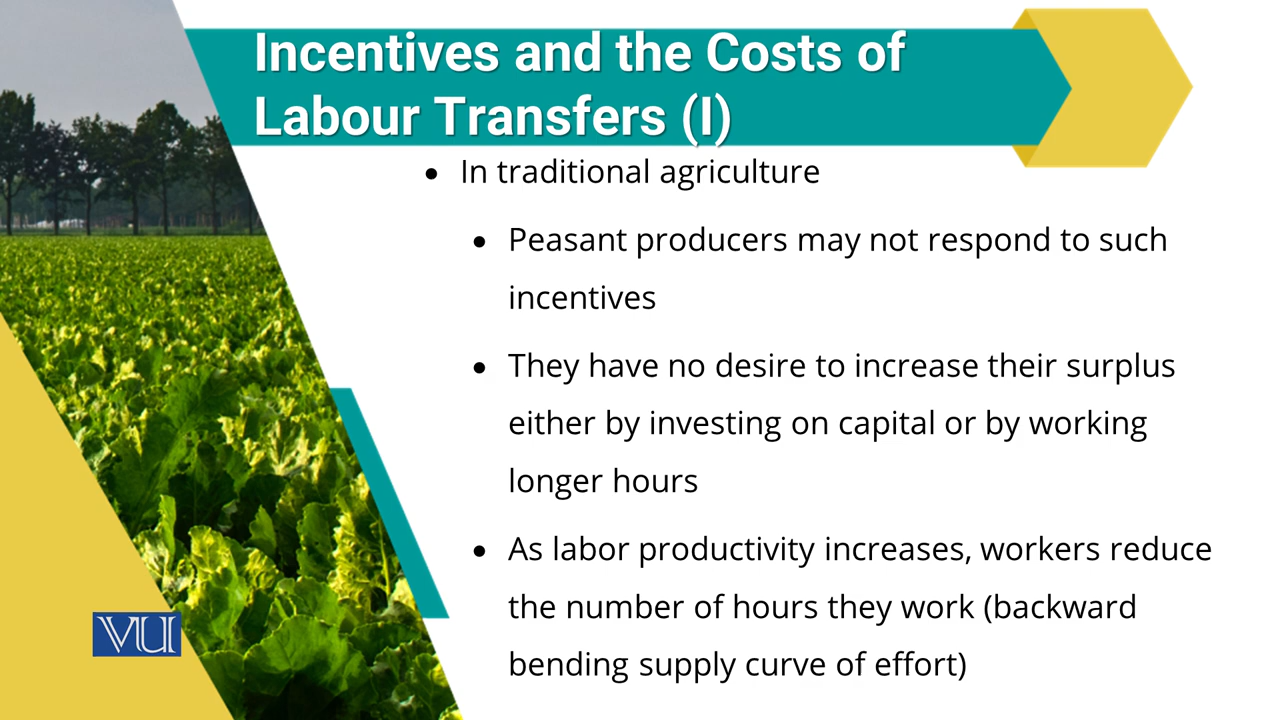 Incentives and the Costs of
Labour Transfers (I)
• In traditional agriculture
• Peasant producers may not respond to such
incentives
• They have no desire to increase their surplus
either by investing on capital or by working
longer hours
• As labor productivity increases, workers reduce
the number of hours they work (backward
bending supply curve of effort)
VU